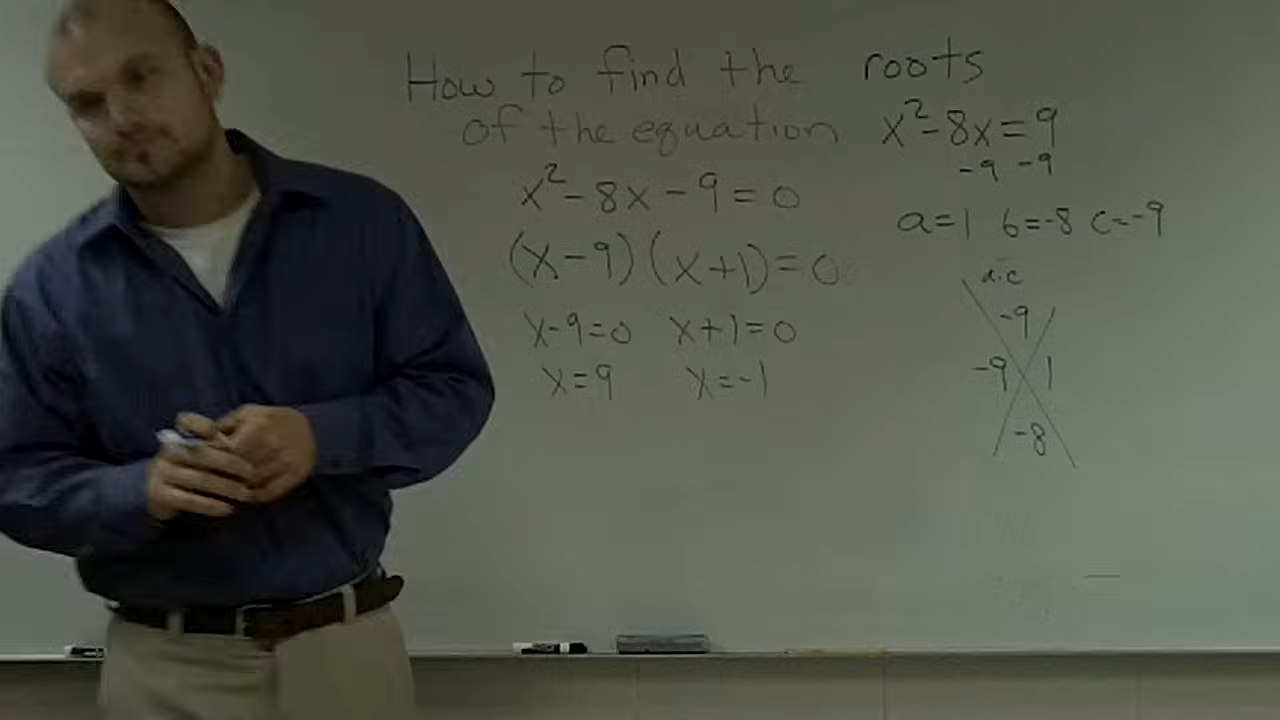 How to find the roots
of the equation x²-8x=9
-9 -9
x²-8x-9=0
(x-9)(x+1)=0
x-9=0 x+1=0
x=9 x=-1
a=1 b=-8 c=-9
a·c
-9
-9 1
-8